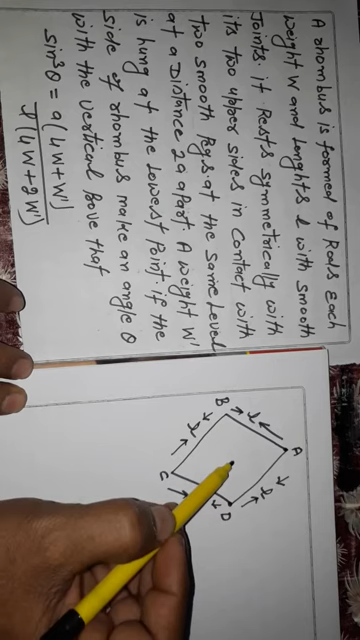 A rhombus is formed of Rods each
weight W and lenghts l with smooth
Joints. it Rests symmetrically with
its two upper sides in contact with
two smooth Pegs at the same level
at a Distance 2a apart. A weight W'
is hung at the lowest Point. if the
side of rhombus make an angle θ
with the vertical Prove that
sin³θ = a(4W+W')
l(4W+2W')
A
B
l
l
l
C
D